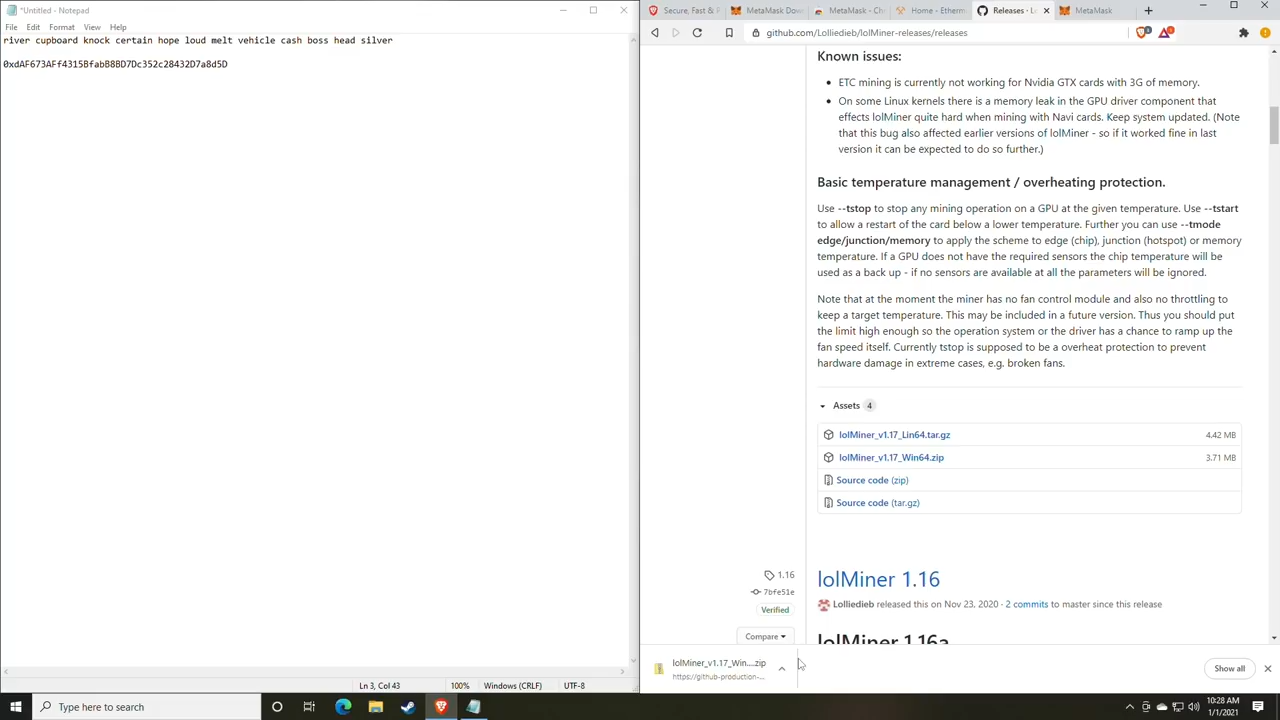 *Untitled - Notepad
File Edit Format View Help
river cupboard knock certain hope loud melt vehicle cash boss head silver
0xdAF673AFf4315BfabB8BD7Dc352c28432D7a8d5D
Ln 3, Col 43 100% Windows (CRLF) UTF-8
Secure, Fast & P MetaMask Dow MetaMask - Ch Home - Etherm Releases · Lo MetaMask
github.com/Lolliedieb/lolMiner-releases/releases
Known issues:
ETC mining is currently not working for Nvidia GTX cards with 3G of memory.
On some Linux kernels there is a memory leak in the GPU driver component that
effects lolMiner quite hard when mining with Navi cards. Keep system updated. (Note
that this bug also affected earlier versions of lolMiner - so if it worked fine in last
version it can be expected to do so further.)
Basic temperature management / overheating protection.
Use --tstop to stop any mining operation on a GPU at the given temperature. Use --tstart
to allow a restart of the card below a lower temperature. Further you can use --tmode
edge/junction/memory to apply the scheme to edge (chip), junction (hotspot) or memory
temperature. If a GPU does not have the required sensors the chip temperature will be
used as a back up - if no sensors are available at all the parameters will be ignored.
Note that at the moment the miner has no fan control module and also no throttling to
keep a target temperature. This may be included in a future version. Thus you should put
the limit high enough so the operation system or the driver has a chance to ramp up the
fan speed itself. Currently tstop is supposed to be a overheat protection to prevent
hardware damage in extreme cases, e.g. broken fans.
Assets 4
lolMiner_v1.17_Lin64.tar.gz 4.42 MB
lolMiner_v1.17_Win64.zip 3.71 MB
Source code (zip)
Source code (tar.gz)
1.16
7bfe51e
Verified
Compare
lolMiner 1.16
Lolliedieb released this on Nov 23, 2020 · 2 commits to master since this release
lolMiner 1.16a
lolMiner_v1.17_Win....zip
https://github-production-...
Show all
Type here to search
10:28 AM
1/1/2021